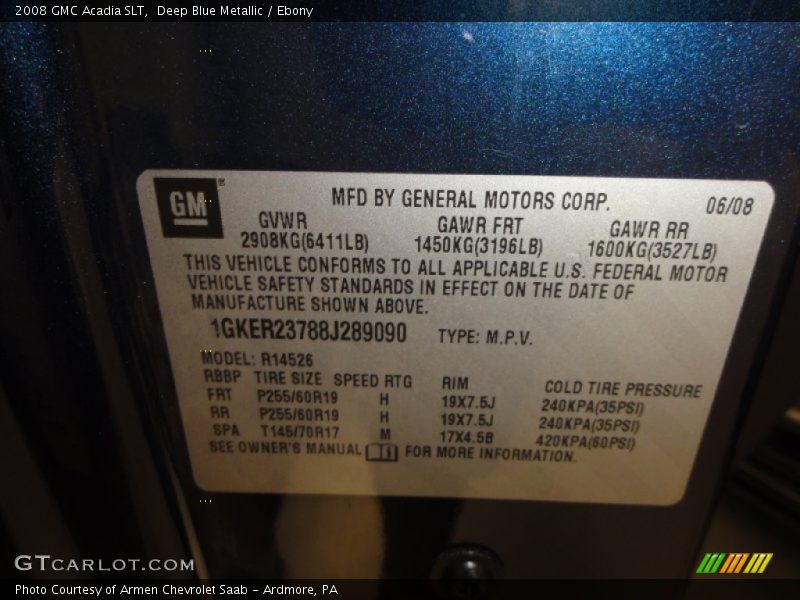 2008 GMC Acadia SLT,  Deep Blue Metallic / Ebony
GM
MFD BY GENERAL MOTORS CORP. 06/08
GVWR GAWR FRT GAWR RR
2908KG(6411LB) 1450KG(3196LB) 1600KG(3527LB)
THIS VEHICLE CONFORMS TO ALL APPLICABLE U.S. FEDERAL MOTOR
VEHICLE SAFETY STANDARDS IN EFFECT ON THE DATE OF
MANUFACTURE SHOWN ABOVE.
1GKER23788J289090 TYPE: M.P.V.
MODEL: R14526
RBBP TIRE SIZE SPEED RTG RIM COLD TIRE PRESSURE
FRT P255/60R19 H 19X7.5J 240KPA(35PSI)
RR P255/60R19 H 19X7.5J 240KPA(35PSI)
SPA T145/70R17 M 17X4.5B 420KPA(60PSI)
SEE OWNER'S MANUAL FOR MORE INFORMATION.
GTCARLOT.COM
Photo Courtesy of Armen Chevrolet Saab - Ardmore, PA